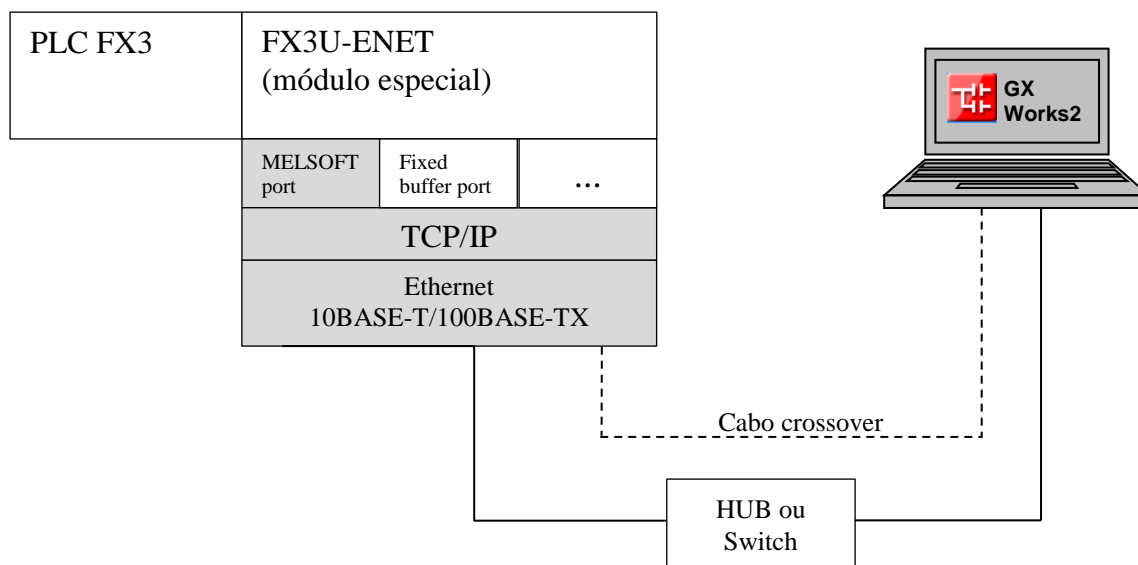 PLC FX3
FX3U-ENET
(módulo especial)
GX
Works2
MELSOFT
port
Fixed
buffer port
...
TCP/IP
Ethernet
10BASE-T/100BASE-TX
Cabo crossover
HUB ou
Switch